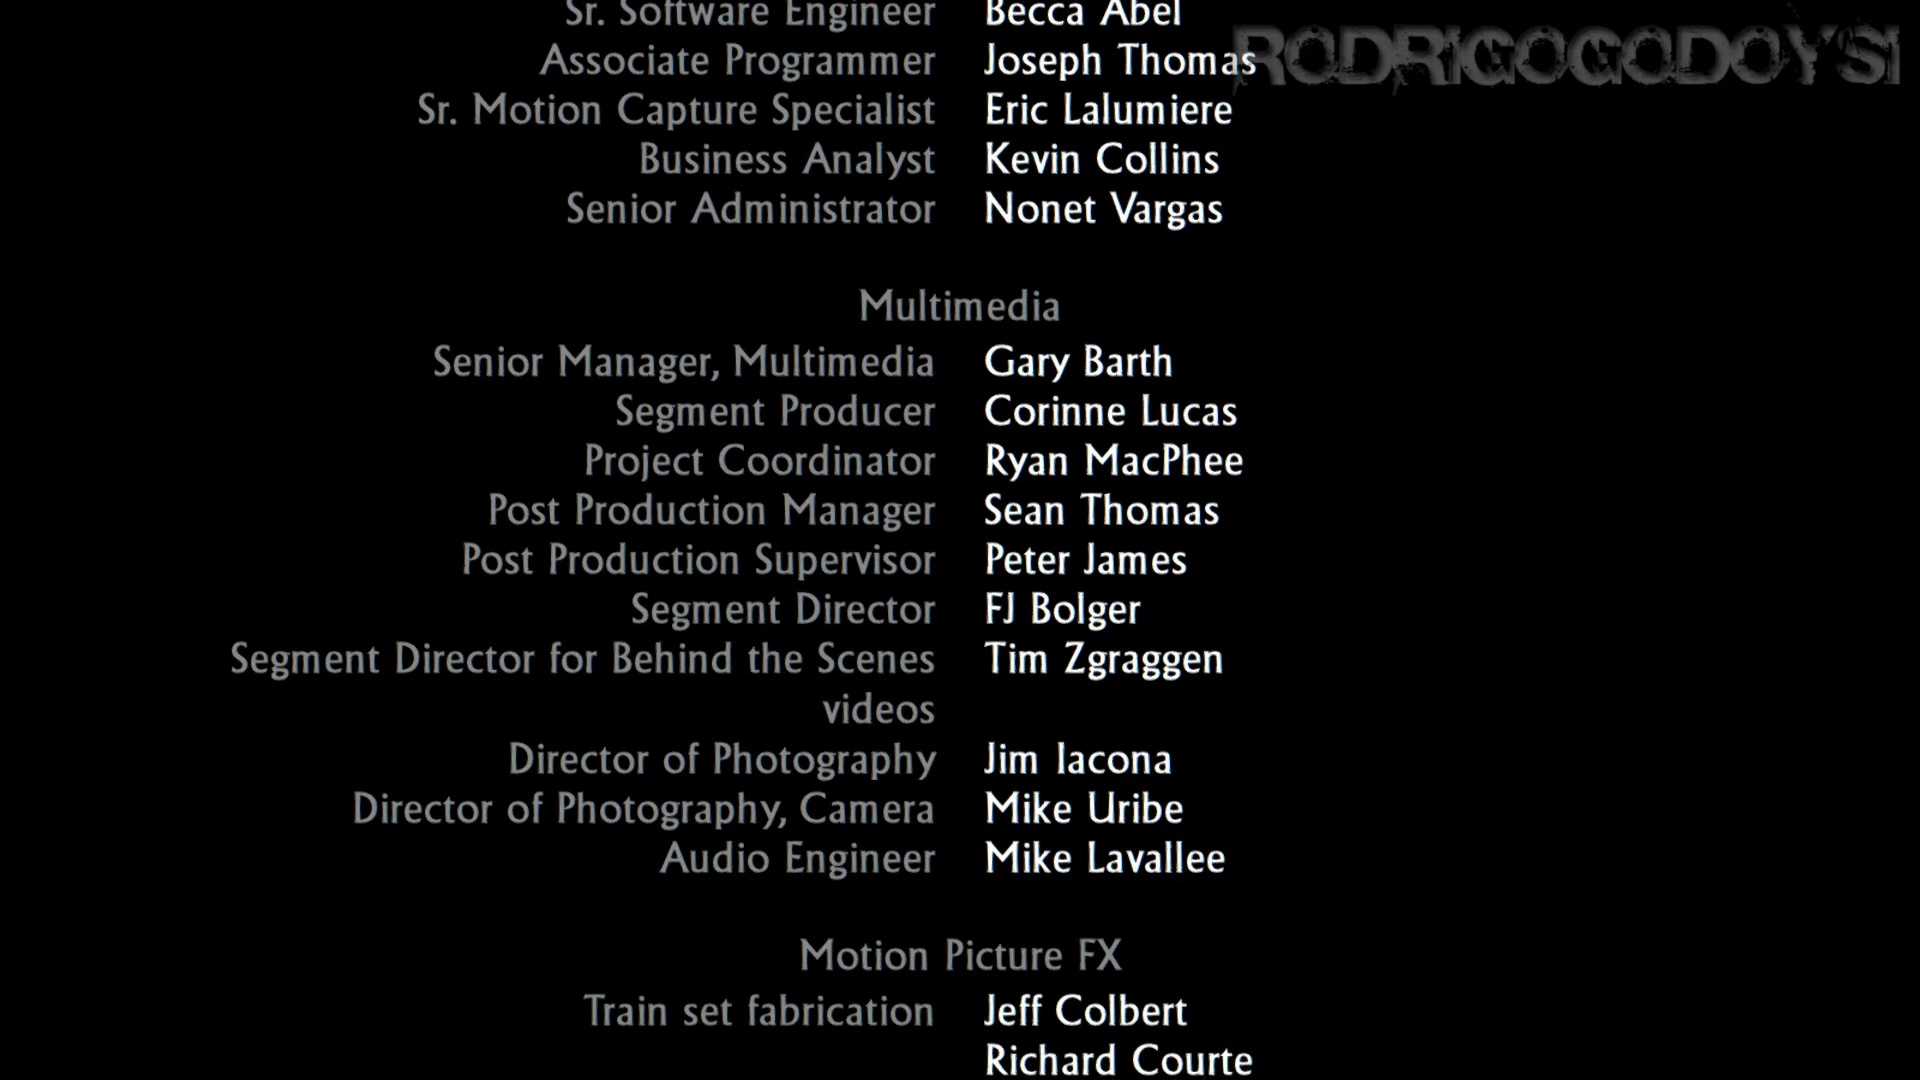 Sr. Software Engineer Becca Abel
RODRIGOGODOYSI
Associate Programmer Joseph Thomas
Sr. Motion Capture Specialist Eric Lalumiere
Business Analyst Kevin Collins
Senior Administrator Nonet Vargas
Multimedia
Senior Manager, Multimedia Gary Barth
Segment Producer Corinne Lucas
Project Coordinator Ryan MacPhee
Post Production Manager Sean Thomas
Post Production Supervisor Peter James
Segment Director FJ Bolger
Segment Director for Behind the Scenes Tim Zgraggen
videos
Director of Photography Jim Iacona
Director of Photography, Camera Mike Uribe
Audio Engineer Mike Lavallee
Motion Picture FX
Train set fabrication Jeff Colbert
Richard Courte